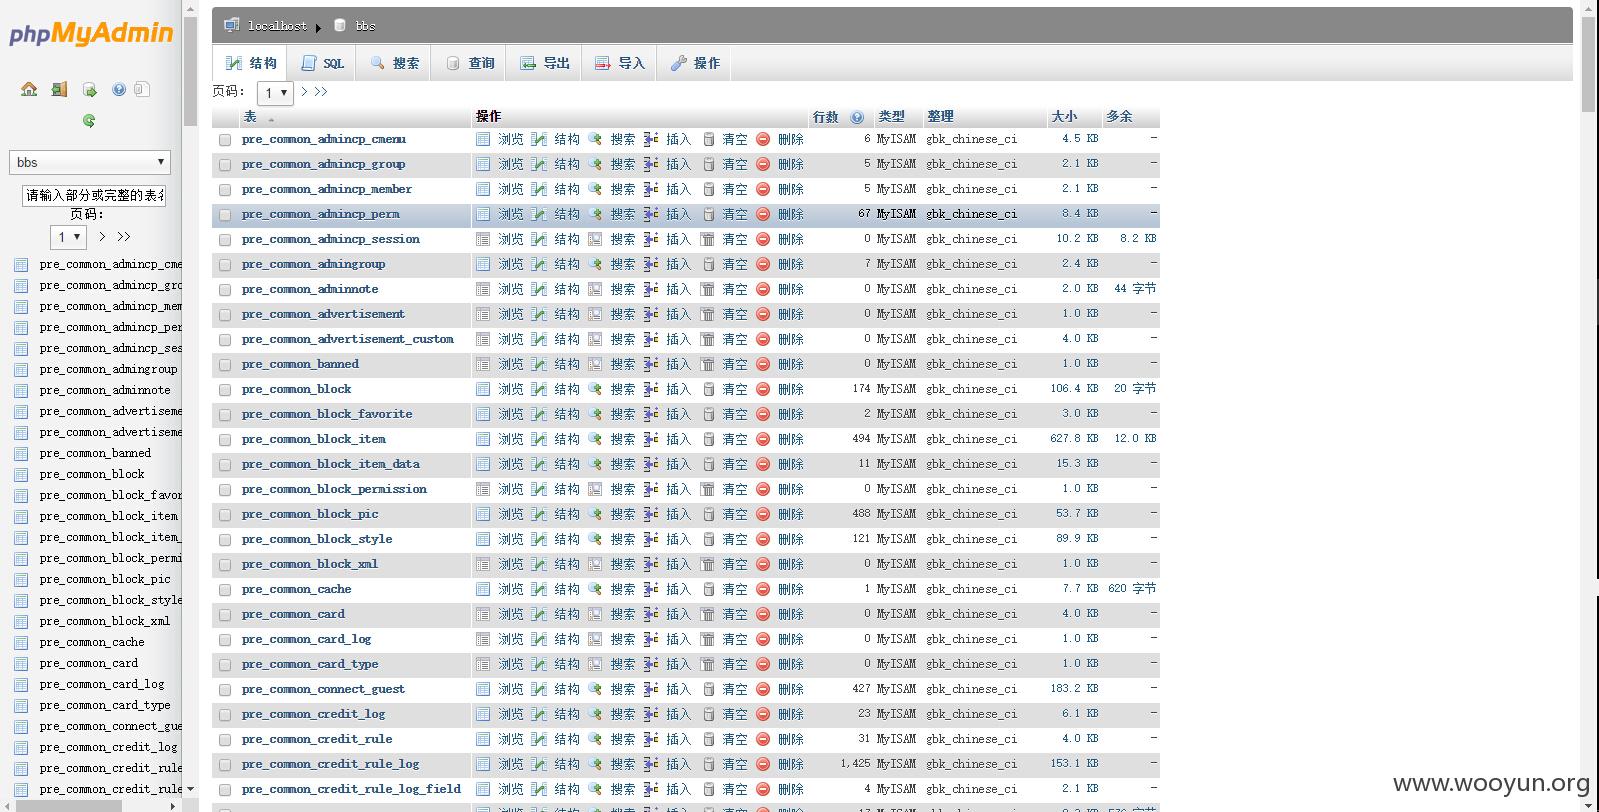 phpMyAdmin
bbs
请输入部分或完整的表名
页码：
1 > >>
pre_common_admincp_cme
pre_common_admincp_gro
pre_common_admincp_mem
pre_common_admincp_per
pre_common_admincp_ses
pre_common_admingroup
pre_common_adminnote
pre_common_advertiseme
pre_common_advertiseme
pre_common_banned
pre_common_block
pre_common_block_favor
pre_common_block_item
pre_common_block_item_
pre_common_block_permi
pre_common_block_pic
pre_common_block_style
pre_common_block_xml
pre_common_cache
pre_common_card
pre_common_card_log
pre_common_card_type
pre_common_connect_gue
pre_common_credit_log
pre_common_credit_rule
pre_common_credit_rule
localhost ▸ bbs
结构 SQL 搜索 查询 导出 导入 操作
页码： 1 > >>
表 操作 行数 类型 整理 大小 多余
pre_common_admincp_cmenu 浏览 结构 搜索 插入 清空 删除 6 MyISAM gbk_chinese_ci 4.5 KB -
pre_common_admincp_group 浏览 结构 搜索 插入 清空 删除 5 MyISAM gbk_chinese_ci 2.1 KB -
pre_common_admincp_member 浏览 结构 搜索 插入 清空 删除 5 MyISAM gbk_chinese_ci 2.1 KB -
pre_common_admincp_perm 浏览 结构 搜索 插入 清空 删除 67 MyISAM gbk_chinese_ci 8.4 KB -
pre_common_admincp_session 浏览 结构 搜索 插入 清空 删除 0 MyISAM gbk_chinese_ci 10.2 KB 8.2 KB
pre_common_admingroup 浏览 结构 搜索 插入 清空 删除 7 MyISAM gbk_chinese_ci 2.4 KB -
pre_common_adminnote 浏览 结构 搜索 插入 清空 删除 0 MyISAM gbk_chinese_ci 2.0 KB 44 字节
pre_common_advertisement 浏览 结构 搜索 插入 清空 删除 0 MyISAM gbk_chinese_ci 1.0 KB -
pre_common_advertisement_custom 浏览 结构 搜索 插入 清空 删除 0 MyISAM gbk_chinese_ci 4.0 KB -
pre_common_banned 浏览 结构 搜索 插入 清空 删除 0 MyISAM gbk_chinese_ci 1.0 KB -
pre_common_block 浏览 结构 搜索 插入 清空 删除 174 MyISAM gbk_chinese_ci 106.4 KB 20 字节
pre_common_block_favorite 浏览 结构 搜索 插入 清空 删除 2 MyISAM gbk_chinese_ci 3.0 KB -
pre_common_block_item 浏览 结构 搜索 插入 清空 删除 494 MyISAM gbk_chinese_ci 627.8 KB 12.0 KB
pre_common_block_item_data 浏览 结构 搜索 插入 清空 删除 11 MyISAM gbk_chinese_ci 15.3 KB -
pre_common_block_permission 浏览 结构 搜索 插入 清空 删除 0 MyISAM gbk_chinese_ci 1.0 KB -
pre_common_block_pic 浏览 结构 搜索 插入 清空 删除 488 MyISAM gbk_chinese_ci 53.7 KB -
pre_common_block_style 浏览 结构 搜索 插入 清空 删除 121 MyISAM gbk_chinese_ci 89.9 KB -
pre_common_block_xml 浏览 结构 搜索 插入 清空 删除 0 MyISAM gbk_chinese_ci 1.0 KB -
pre_common_cache 浏览 结构 搜索 插入 清空 删除 1 MyISAM gbk_chinese_ci 7.7 KB 620 字节
pre_common_card 浏览 结构 搜索 插入 清空 删除 0 MyISAM gbk_chinese_ci 4.0 KB -
pre_common_card_log 浏览 结构 搜索 插入 清空 删除 0 MyISAM gbk_chinese_ci 1.0 KB -
pre_common_card_type 浏览 结构 搜索 插入 清空 删除 0 MyISAM gbk_chinese_ci 1.0 KB -
pre_common_connect_guest 浏览 结构 搜索 插入 清空 删除 427 MyISAM gbk_chinese_ci 183.2 KB -
pre_common_credit_log 浏览 结构 搜索 插入 清空 删除 23 MyISAM gbk_chinese_ci 6.1 KB -
pre_common_credit_rule 浏览 结构 搜索 插入 清空 删除 31 MyISAM gbk_chinese_ci 4.0 KB -
pre_common_credit_rule_log 浏览 结构 搜索 插入 清空 删除 1,425 MyISAM gbk_chinese_ci 153.1 KB -
pre_common_credit_rule_log_field 浏览 结构 搜索 插入 清空 删除 4 MyISAM gbk_chinese_ci 2.1 KB -
www.wooyun.org